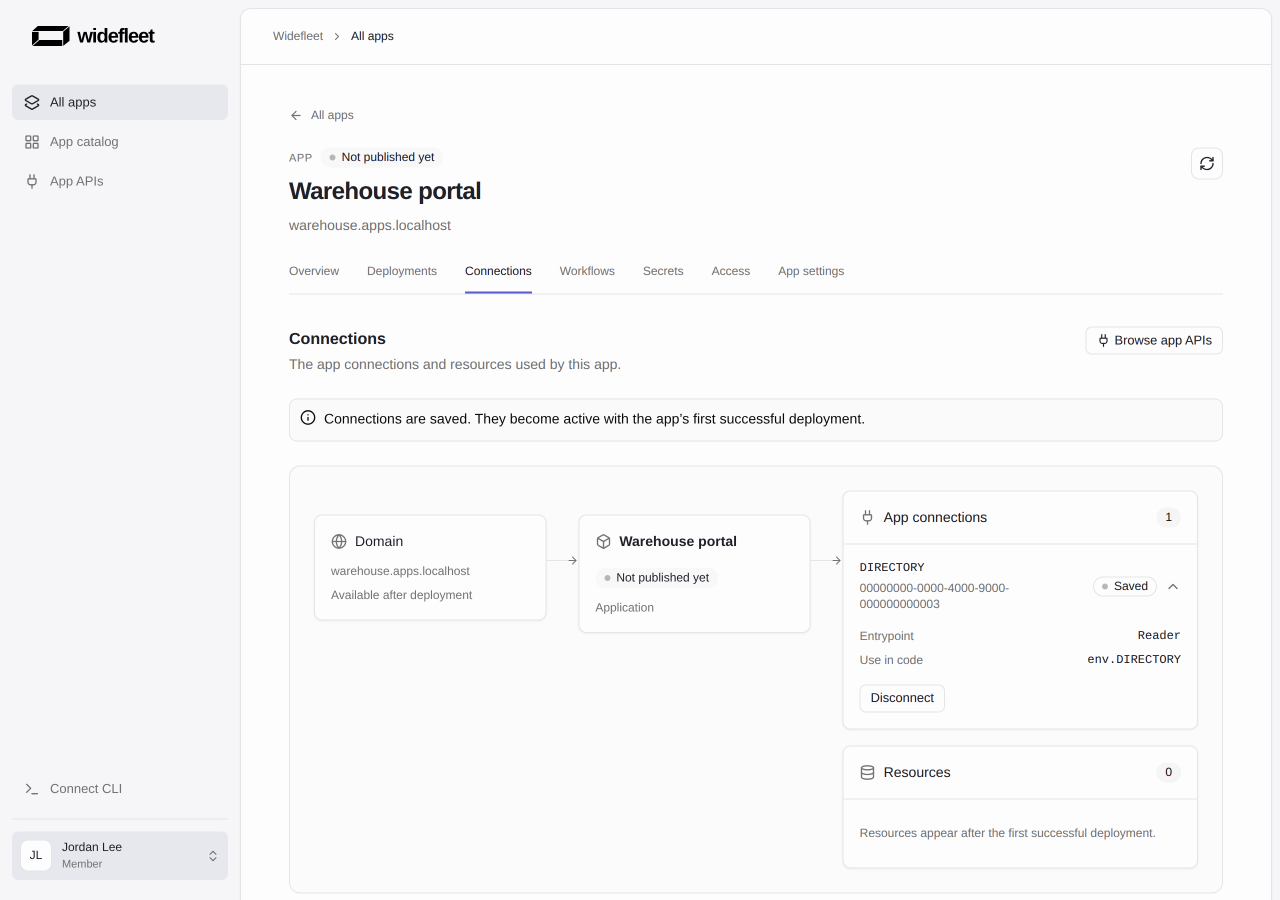 widefleet
All apps
App catalog
App APIs
Connect CLI
JL
Jordan Lee
Member
Widefleet
All apps
All apps
APP
Not published yet
Warehouse portal
warehouse.apps.localhost
Overview
Deployments
Connections
Workflows
Secrets
Access
App settings
Connections
The app connections and resources used by this app.
Browse app APIs
Connections are saved. They become active with the app's first successful deployment.
Domain
warehouse.apps.localhost
Available after deployment
Warehouse portal
Not published yet
Application
App connections
1
DIRECTORY
00000000-0000-4000-9000-
000000000003
Saved
Entrypoint
Reader
Use in code
env.DIRECTORY
Disconnect
Resources
0
Resources appear after the first successful deployment.